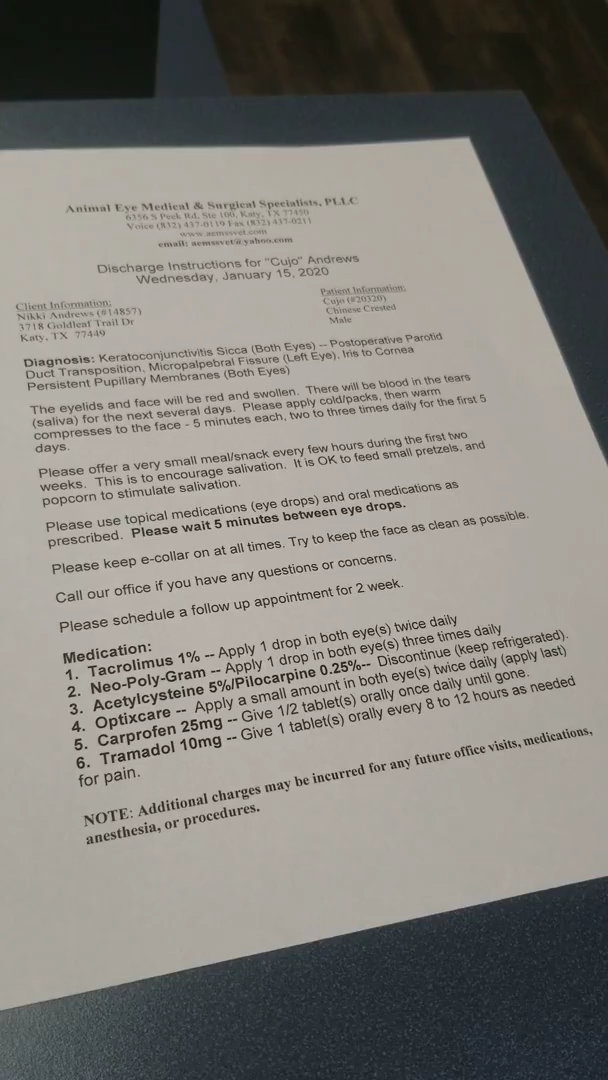 Animal Eye Medical & Surgical Specialists, PLLC
6356 S Peek Rd, Ste 100, Katy, TX 77450
Voice (832) 437-0119 Fax (832) 437-0211
www.aemssvet.com
email: aemssvet@yahoo.com
Discharge Instructions for "Cujo" Andrews
Wednesday, January 15, 2020
Client Information:
Nikki Andrews (#14857)
3718 Goldleaf Trail Dr
Katy, TX 77449
Patient Information:
Cujo (#20320)
Chinese Crested
Male
Diagnosis: Keratoconjunctivitis Sicca (Both Eyes) -- Postoperative Parotid
Duct Transposition, Micropalpebral Fissure (Left Eye), Iris to Cornea
Persistent Pupillary Membranes (Both Eyes)
The eyelids and face will be red and swollen. There will be blood in the tears
(saliva) for the next several days. Please apply cold/packs, then warm
compresses to the face - 5 minutes each, two to three times daily for the first 5
days.
Please offer a very small meal/snack every few hours during the first two
weeks. This is to encourage salivation. It is OK to feed small pretzels, and
popcorn to stimulate salivation.
Please use topical medications (eye drops) and oral medications as
prescribed. Please wait 5 minutes between eye drops.
Please keep e-collar on at all times. Try to keep the face as clean as possible.
Call our office if you have any questions or concerns.
Please schedule a follow up appointment for 2 week.
Medication:
1. Tacrolimus 1% -- Apply 1 drop in both eye(s) twice daily
2. Neo-Poly-Gram -- Apply 1 drop in both eye(s) three times daily
3. Acetylcysteine 5%/Pilocarpine 0.25%-- Discontinue (keep refrigerated).
4. Optixcare -- Apply a small amount in both eye(s) twice daily (apply last)
5. Carprofen 25mg -- Give 1/2 tablet(s) orally once daily until gone.
6. Tramadol 10mg -- Give 1 tablet(s) orally every 8 to 12 hours as needed
for pain.
NOTE: Additional charges may be incurred for any future office visits, medications,
anesthesia, or procedures.